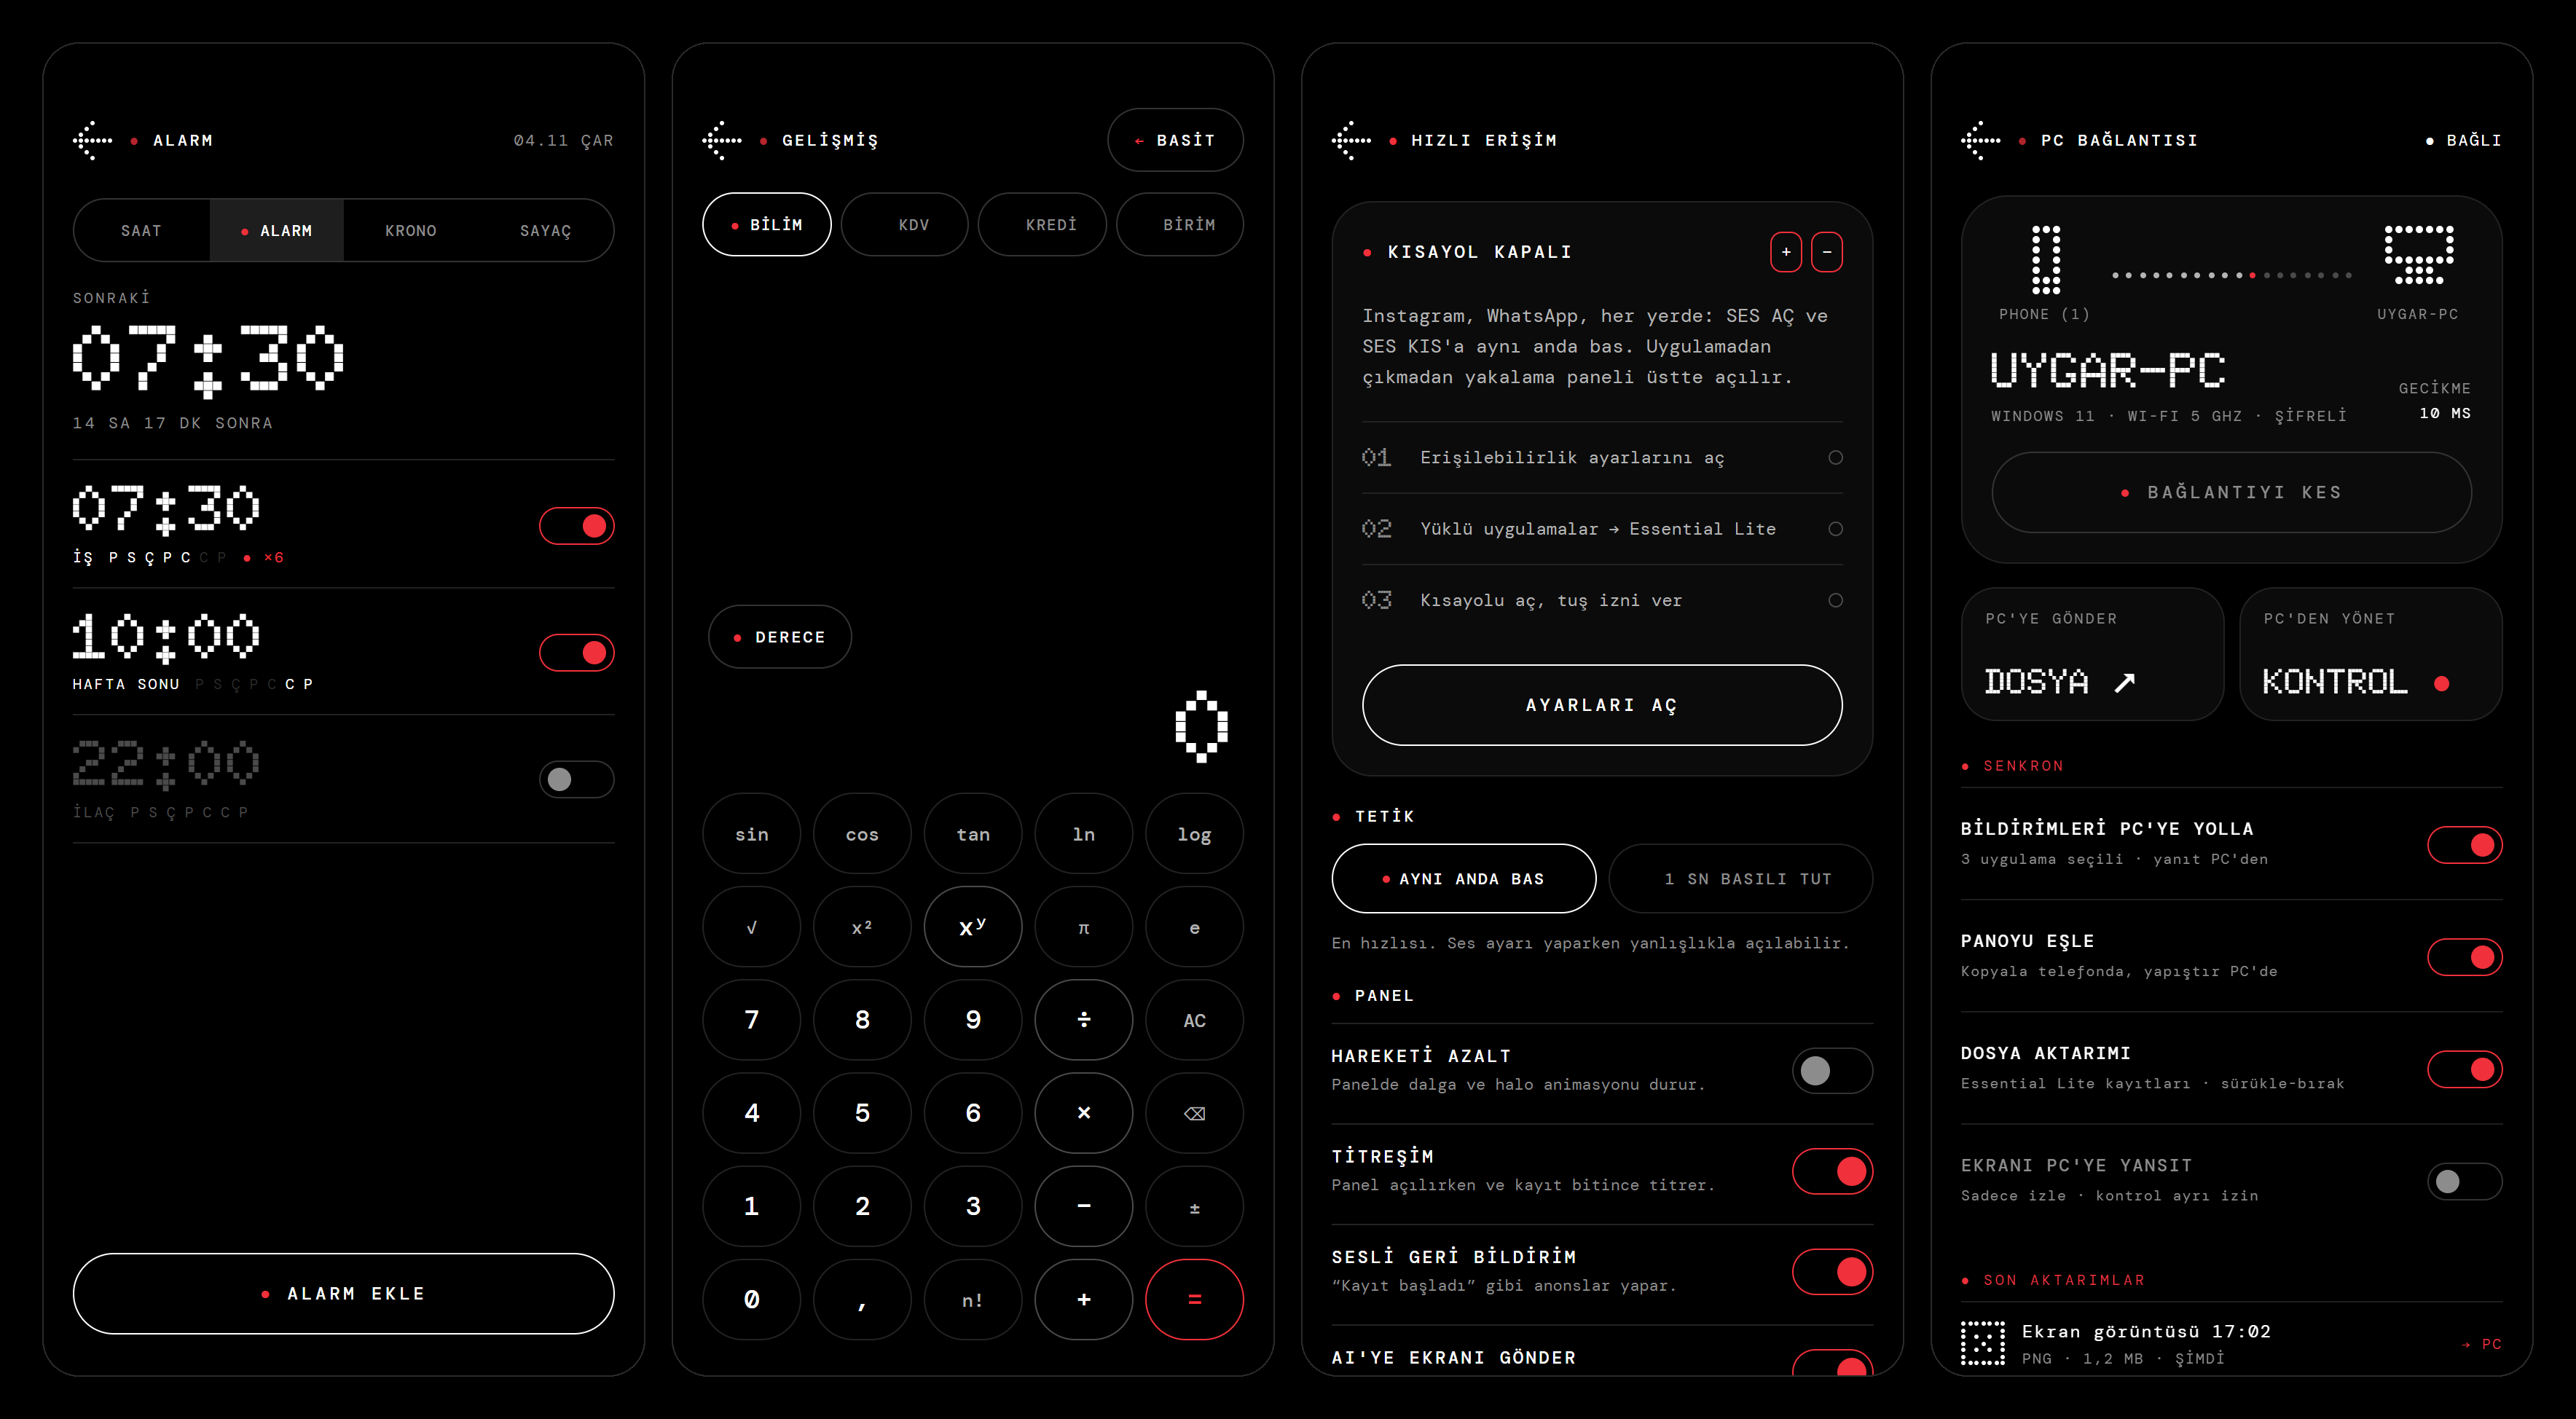 ALARM
04.11 ÇAR
SAAT
ALARM
KRONO
SAYAÇ
SONRAKİ
07:30
14 SA 17 DK SONRA
07:30
İŞ P S Ç P C C P ×6
10:00
HAFTA SONU P S Ç P C C P
22:00
İLAÇ P S Ç P C C P
ALARM EKLE
GELİŞMİŞ
← BASİT
BİLİM
KDV
KREDİ
BİRİM
DERECE
0
sin cos tan ln log
√ x² xʸ π e
7 8 9 ÷ AC
4 5 6 × ⌫
1 2 3 − ±
0 , n! + =
HIZLI ERİŞİM
KISAYOL KAPALI
+ −
Instagram, WhatsApp, her yerde: SES AÇ ve
SES KIS'a aynı anda bas. Uygulamadan
çıkmadan yakalama paneli üstte açılır.
01 Erişilebilirlik ayarlarını aç
02 Yüklü uygulamalar → Essential Lite
03 Kısayolu aç, tuş izni ver
AYARLARI AÇ
TETİK
AYNI ANDA BAS
1 SN BASILI TUT
En hızlısı. Ses ayarı yaparken yanlışlıkla açılabilir.
PANEL
HAREKETİ AZALT
Panelde dalga ve halo animasyonu durur.
TİTREŞİM
Panel açılırken ve kayıt bitince titrer.
SESLİ GERİ BİLDİRİM
“Kayıt başladı” gibi anonslar yapar.
AI'YE EKRANI GÖNDER
PC BAĞLANTISI
BAĞLI
PHONE (1)
UYGAR-PC
UYGAR-PC
GECİKME
WINDOWS 11 · WI-FI 5 GHZ · ŞİFRELİ
10 MS
BAĞLANTIYI KES
PC'YE GÖNDER
DOSYA ↗
PC'DEN YÖNET
KONTROL
SENKRON
BİLDİRİMLERİ PC'YE YOLLA
3 uygulama seçili · yanıt PC'den
PANOYU EŞLE
Kopyala telefonda, yapıştır PC'de
DOSYA AKTARIMI
Essential Lite kayıtları · sürükle-bırak
EKRANI PC'YE YANSIT
Sadece izle · kontrol ayrı izin
SON AKTARIMLAR
Ekran görüntüsü 17:02
PNG · 1,2 MB · ŞİMDİ
→ PC